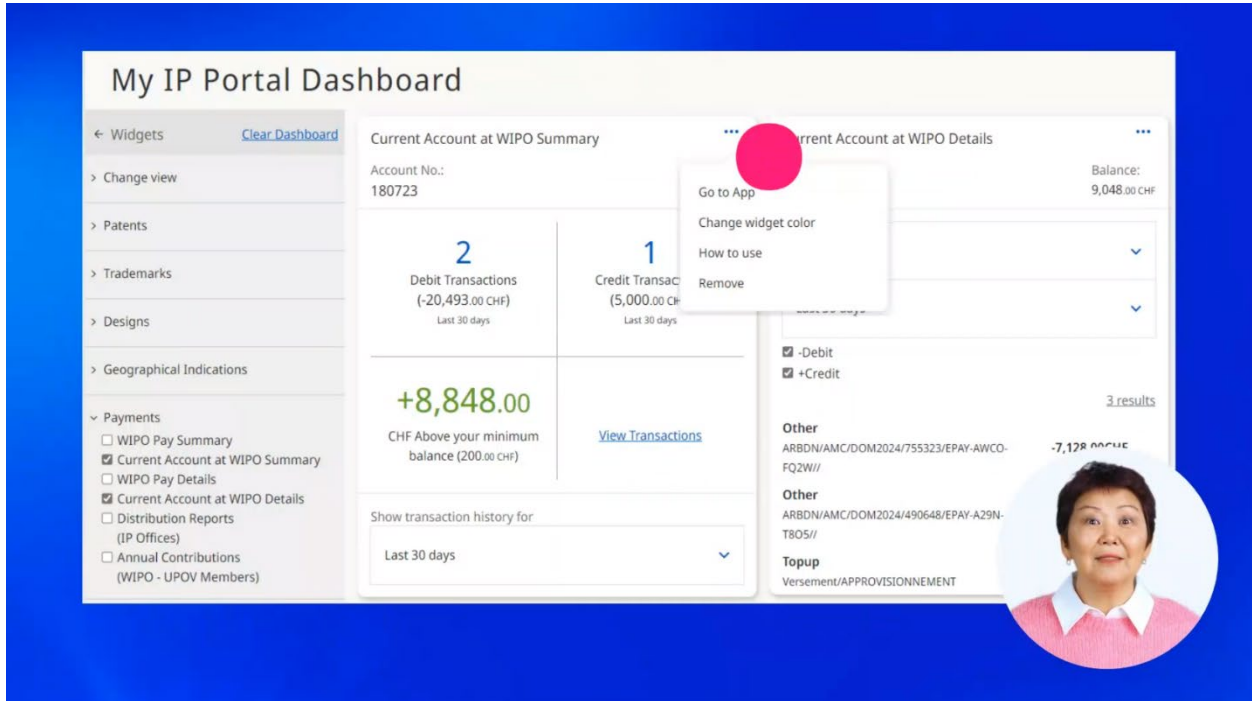 My IP Portal Dashboard
← Widgets
Clear Dashboard
> Change view
> Patents
> Trademarks
> Designs
> Geographical Indications
Payments
WIPO Pay Summary
Current Account at WIPO Summary
WIPO Pay Details
Current Account at WIPO Details
Distribution Reports
(IP Offices)
Annual Contributions
(WIPO - UPOV Members)
Current Account at WIPO Summary
Account No.:
180723
2
Debit Transactions
(-20,493.00 CHF)
Last 30 days
1
Credit
(5,000.00
Last 30 days
+8,848.00
CHF Above your minimum
balance (200.00 CHF)
View Transactions
Show transaction history for
Last 30 days
Go to App
Change widget color
How to use
Remove
Account at WIPO Details
Balance:
9,048.00 CHF
-Debit
+Credit
3 results
Other
ARBDN/AMC/DOM2024/755323/EPAY-AWCO-
FQ2W//
Other
ARBDN/AMC/DOM2024/490648/EPAY-A29N-
T8O5//
Topup
Versement/APPROVISIONNEMENT